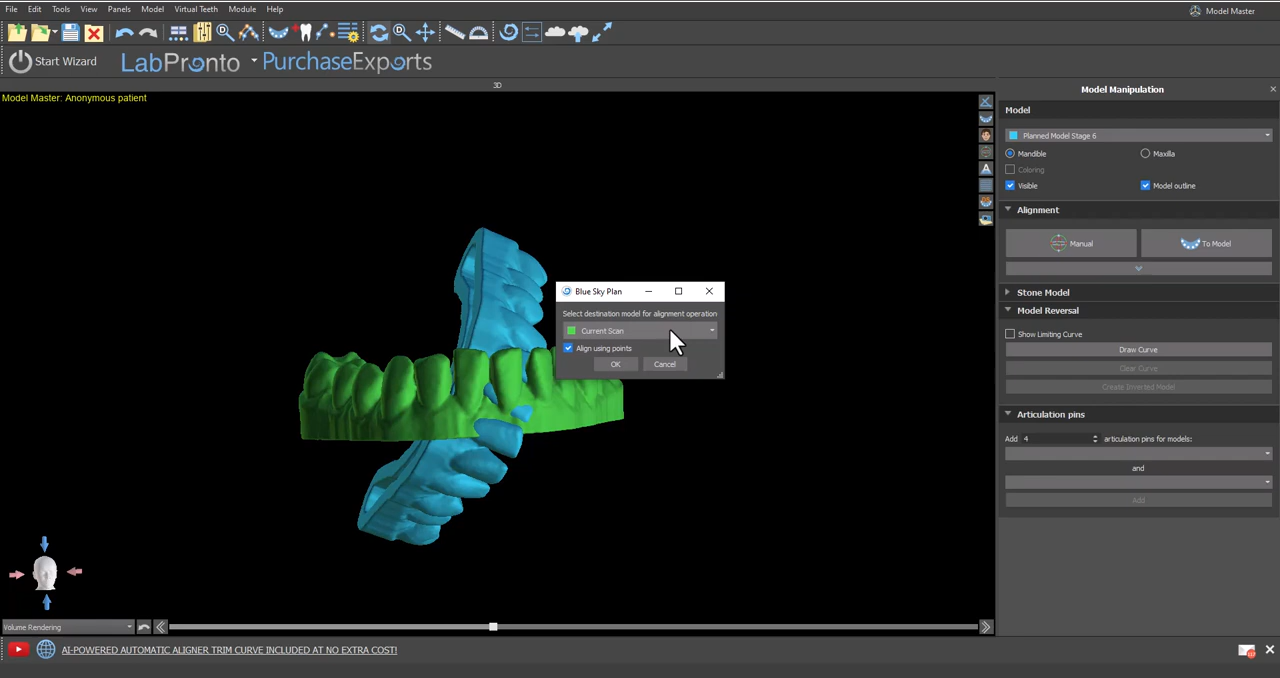 File Edit Tools View Panels Model Virtual Teeth Module Help
Model Master
Start Wizard LabPronto PurchaseExports
3D
Model Master: Anonymous patient
Model Manipulation
Model
Planned Model Stage 6
Mandible Maxilla
Coloring
Visible Model outline
Alignment
Manual To Model
Stone Model
Model Reversal
Show Limiting Curve
Draw Curve
Clear Curve
Create Inverted Model
Articulation pins
Add 4 articulation pins for models:
and
Add
Blue Sky Plan
Select destination model for alignment operation
Current Scan
Align using points
OK Cancel
Volume Rendering
AI-POWERED AUTOMATIC ALIGNER TRIM CURVE INCLUDED AT NO EXTRA COST!